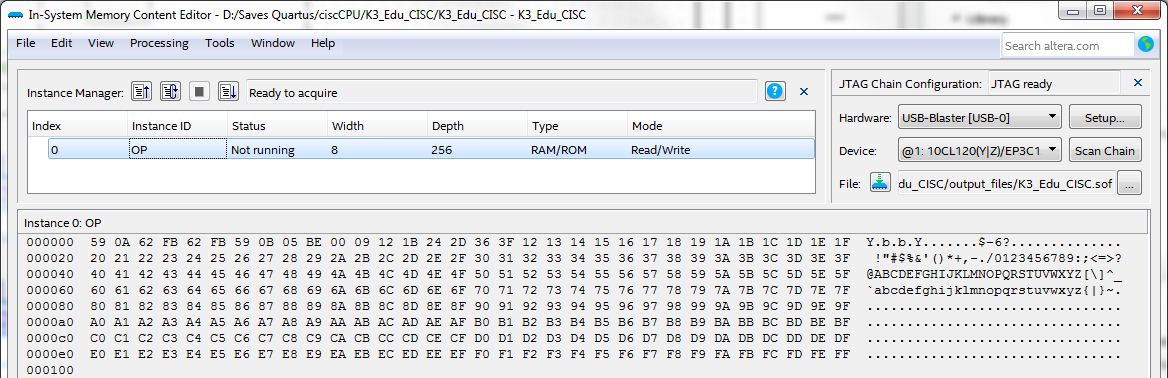 In-System Memory Content Editor - D:/Saves Quartus/ciscCPU/K3_Edu_CISC/K3_Edu_CISC - K3_Edu_CISC
File Edit View Processing Tools Window Help
Search altera.com
Instance Manager: Ready to acquire
Index Instance ID Status Width Depth Type Mode
0 OP Not running 8 256 RAM/ROM Read/Write
JTAG Chain Configuration: JTAG ready
Hardware: USB-Blaster [USB-0] Setup...
Device: @1: 10CL120(Y|Z)/EP3C1 Scan Chain
File: du_CISC/output_files/K3_Edu_CISC.sof ...
Instance 0: OP
000000 59 0A 62 FB 62 FB 59 0B 05 BE 00 09 12 1B 24 2D 36 3F 12 13 14 15 16 17 18 19 1A 1B 1C 1D 1E 1F Y.b.b.Y.......$-6?..............
000020 20 21 22 23 24 25 26 27 28 29 2A 2B 2C 2D 2E 2F 30 31 32 33 34 35 36 37 38 39 3A 3B 3C 3D 3E 3F  !"#$%&'()*+,-./0123456789:;<=>?
000040 40 41 42 43 44 45 46 47 48 49 4A 4B 4C 4D 4E 4F 50 51 52 53 54 55 56 57 58 59 5A 5B 5C 5D 5E 5F @ABCDEFGHIJKLMNOPQRSTUVWXYZ[\]^_
000060 60 61 62 63 64 65 66 67 68 69 6A 6B 6C 6D 6E 6F 70 71 72 73 74 75 76 77 78 79 7A 7B 7C 7D 7E 7F `abcdefghijklmnopqrstuvwxyz{|}~.
000080 80 81 82 83 84 85 86 87 88 89 8A 8B 8C 8D 8E 8F 90 91 92 93 94 95 96 97 98 99 9A 9B 9C 9D 9E 9F ................................
0000a0 A0 A1 A2 A3 A4 A5 A6 A7 A8 A9 AA AB AC AD AE AF B0 B1 B2 B3 B4 B5 B6 B7 B8 B9 BA BB BC BD BE BF ................................
0000c0 C0 C1 C2 C3 C4 C5 C6 C7 C8 C9 CA CB CC CD CE CF D0 D1 D2 D3 D4 D5 D6 D7 D8 D9 DA DB DC DD DE DF ................................
0000e0 E0 E1 E2 E3 E4 E5 E6 E7 E8 E9 EA EB EC ED EE EF F0 F1 F2 F3 F4 F5 F6 F7 F8 F9 FA FB FC FD FE FF ................................
000100